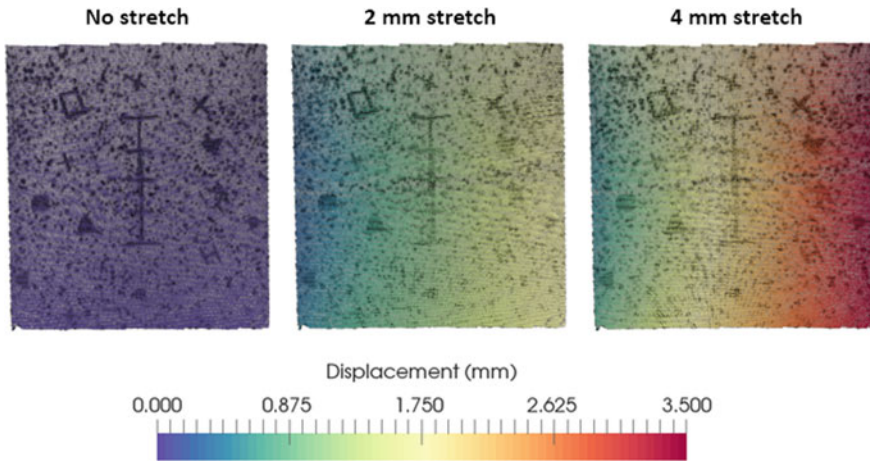 No stretch 2 mm stretch 4 mm stretch
Displacement (mm)
0.000 0.875 1.750 2.625 3.500